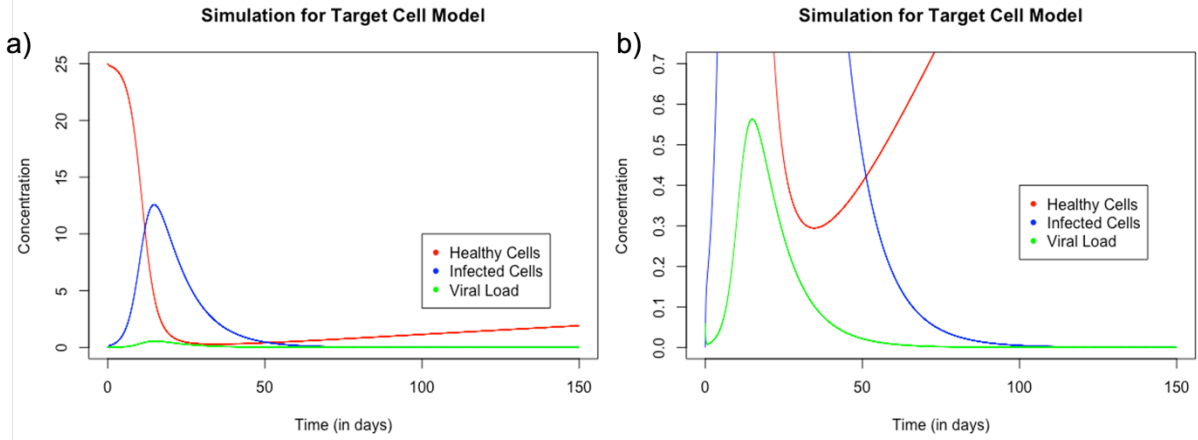 a)
Simulation for Target Cell Model
Concentration
25
20
15
10
5
0
Healthy Cells
Infected Cells
Viral Load
0 50 100 150
Time (in days)
b)
Simulation for Target Cell Model
Concentration
0.7
0.6
0.5
0.4
0.3
0.2
0.1
0.0
Healthy Cells
Infected Cells
Viral Load
0 50 100 150
Time (in days)